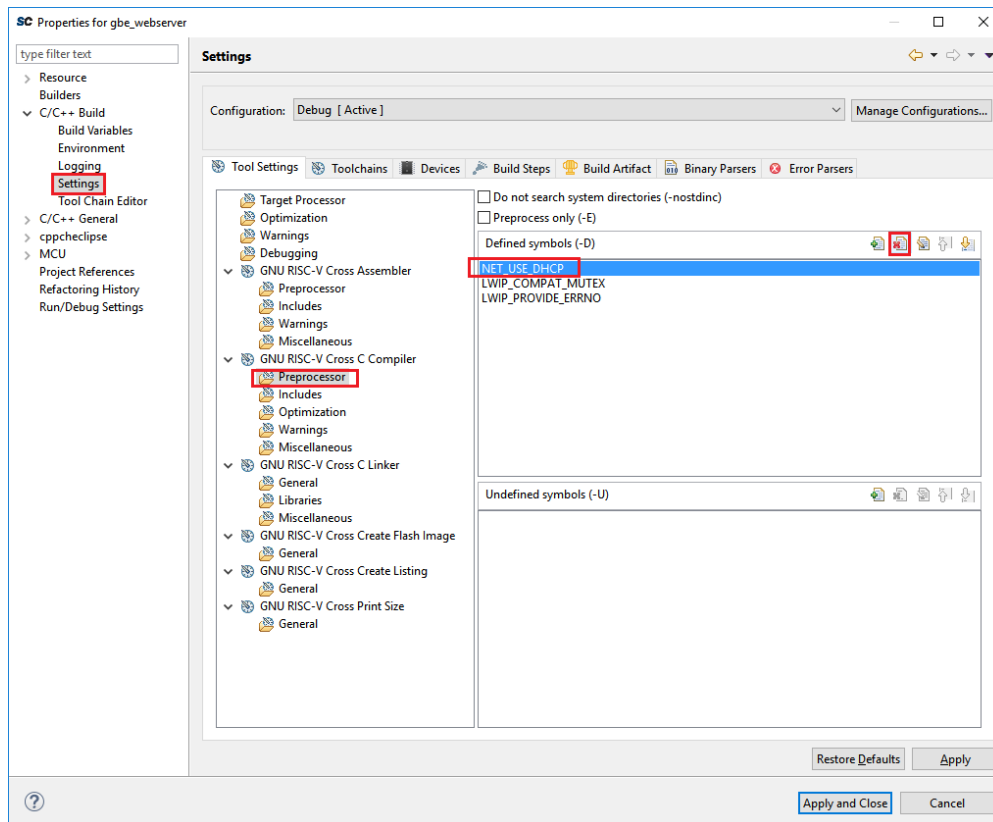 SC Properties for gbe_webserver
type filter text
Resource
Builders
C/C++ Build
Build Variables
Environment
Logging
Settings
Tool Chain Editor
C/C++ General
cppcheclipse
MCU
Project References
Refactoring History
Run/Debug Settings
Settings
Configuration: Debug [ Active ] Manage Configurations...
Tool Settings Toolchains Devices Build Steps Build Artifact Binary Parsers Error Parsers
Target Processor
Optimization
Warnings
Debugging
GNU RISC-V Cross Assembler
Preprocessor
Includes
Warnings
Miscellaneous
GNU RISC-V Cross C Compiler
Preprocessor
Includes
Optimization
Warnings
Miscellaneous
GNU RISC-V Cross C Linker
General
Libraries
Miscellaneous
GNU RISC-V Cross Create Flash Image
General
GNU RISC-V Cross Create Listing
General
GNU RISC-V Cross Print Size
General
Do not search system directories (-nostdinc)
Preprocess only (-E)
Defined symbols (-D)
NET_USE_DHCP
LWIP_COMPAT_MUTEX
LWIP_PROVIDE_ERRNO
Undefined symbols (-U)
Restore Defaults Apply
? Apply and Close Cancel